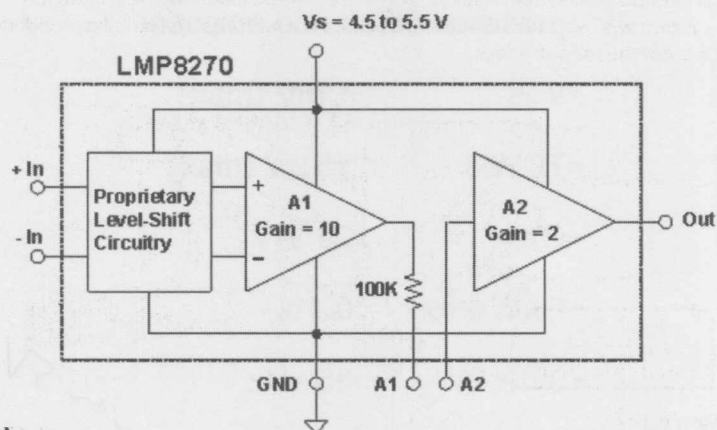 Vs = 4.5 to 5.5 V
LMP8270
+ In
- In
Proprietary
Level-Shift
Circuitry
+
A1
Gain = 10
−
100K
A2
Gain = 2
Out
GND
A1
A2